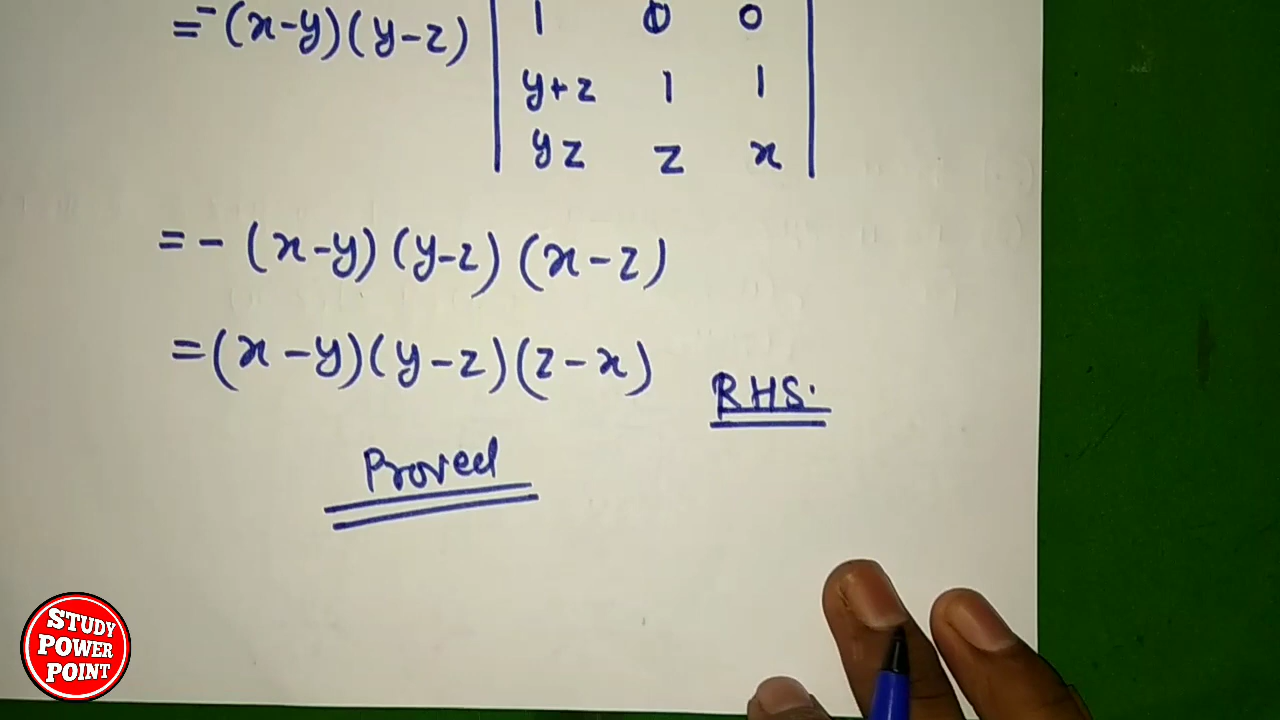 = -(x-y)(y-z) | 1 0 0
y+z 1 1
yz z x |
= - (x-y) (y-z) (x-z)
= (x-y)(y-z)(z-x)
RHS.
Proved
STUDY
POWER
POINT